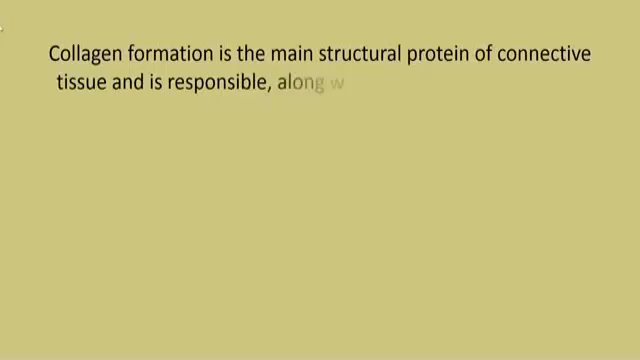 Collagen formation is the main structural protein of connective
tissue and is responsible, along w